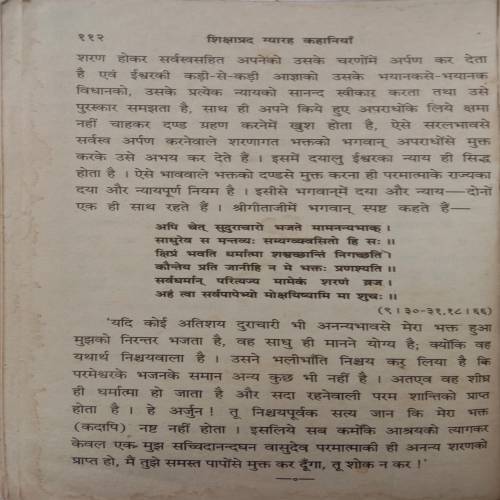 ११२ शिक्षाप्रद ग्यारह कहानियाँ
शरण होकर सर्वस्वसहित अपनेको उसके चरणोंमें अर्पण कर देता
है एवं ईश्वरकी कड़ी-से-कड़ी आज्ञाको उसके भयानकसे-भयानक
विधानको, उसके प्रत्येक न्यायको सानन्द स्वीकार करता तथा उसे
पुरस्कार समझता है, साथ ही अपने किये हुए अपराधोंके लिये क्षमा
नहीं चाहकर दण्ड ग्रहण करनेमें खुश होता है, ऐसे सरलभावसे
सर्वस्व अर्पण करनेवाले शरणागत भक्तको भगवान् अपराधोंसे मुक्त
करके उसे अभय कर देते हैं । इसमें दयालु ईश्वरका न्याय ही सिद्ध
होता है । ऐसे भाववाले भक्तको दण्डसे मुक्त करना ही परमात्माके राज्यका
दया और न्यायपूर्ण नियम है । इसीसे भगवान्‌में दया और न्याय—दोनों
एक ही साथ रहते हैं । श्रीगीताजीमें भगवान् स्पष्ट कहते हैं—
अपि चेत् सुदुराचारो भजते मामनन्यभाक् ।
साधुरेव स मन्तव्यः सम्यग्व्यवसितो हि सः ॥
क्षिप्रं भवति धर्मात्मा शश्वच्छान्तिं निगच्छति ।
कौन्तेय प्रति जानीहि न मे भक्तः प्रणश्यति ॥
सर्वधर्मान् परित्यज्य मामेकं शरणं व्रज ।
अहं त्वा सर्वपापेभ्यो मोक्षयिष्यामि मा शुचः ॥
(९।३०-३१,१८।६६)
‘यदि कोई अतिशय दुराचारी भी अनन्यभावसे मेरा भक्त हुआ
मुझको निरन्तर भजता है, वह साधु ही मानने योग्य है; क्योंकि वह
यथार्थ निश्चयवाला है । उसने भलीभाँति निश्चय कर लिया है कि
परमेश्वरके भजनके समान अन्य कुछ भी नहीं है । अतएव वह शीघ्र
ही धर्मात्मा हो जाता है और सदा रहनेवाली परम शान्तिको प्राप्त
होता है । हे अर्जुन ! तू निश्चयपूर्वक सत्य जान कि मेरा भक्त
(कदापि) नष्ट नहीं होता । इसलिये सब कर्मोंके आश्रयको त्यागकर
केवल एक मुझ सच्चिदानन्दघन वासुदेव परमात्माकी ही अनन्य शरणको
प्राप्त हो, मैं तुझे समस्त पापोंसे मुक्त कर दूँगा, तू शोक न कर !’